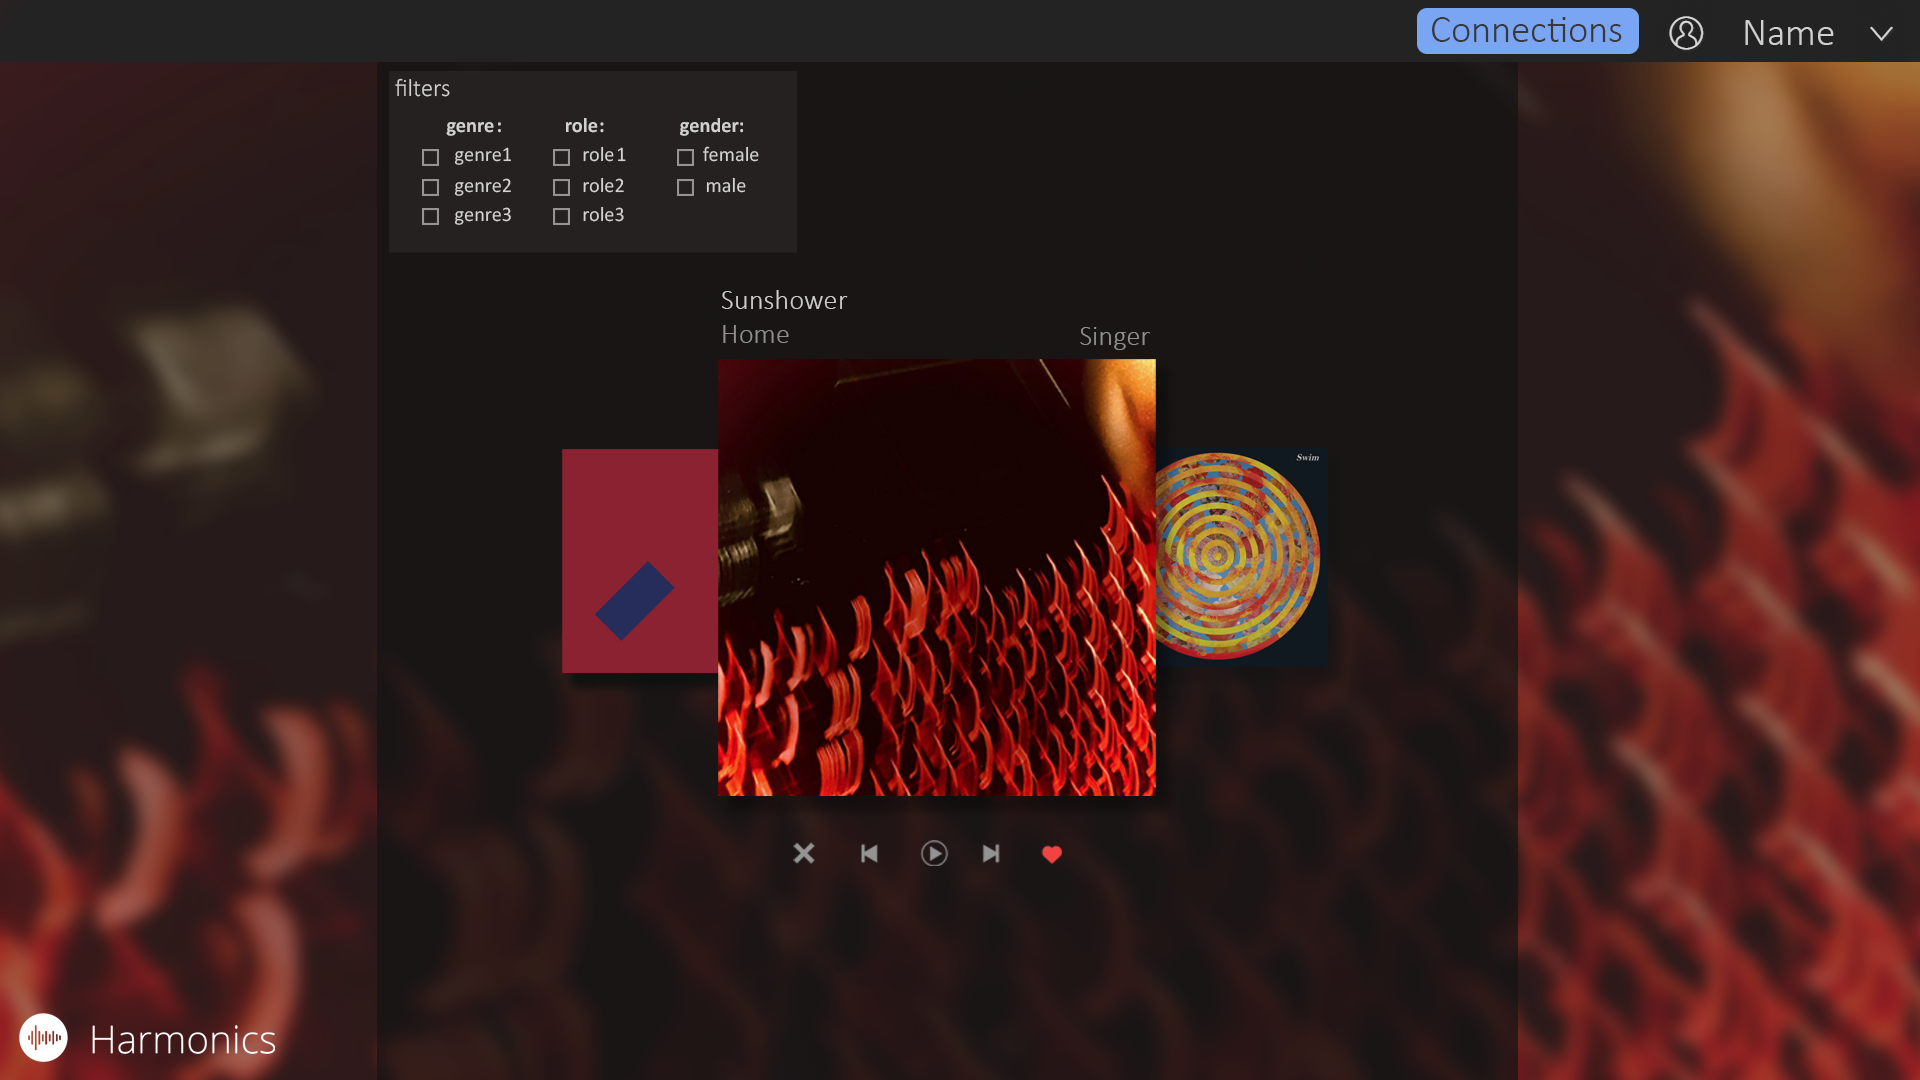 Connections
Name
filters
genre: role: gender:
genre1 role1 female
genre2 role2 male
genre3 role3
Sunshower
Home
Singer
Swim
Harmonics